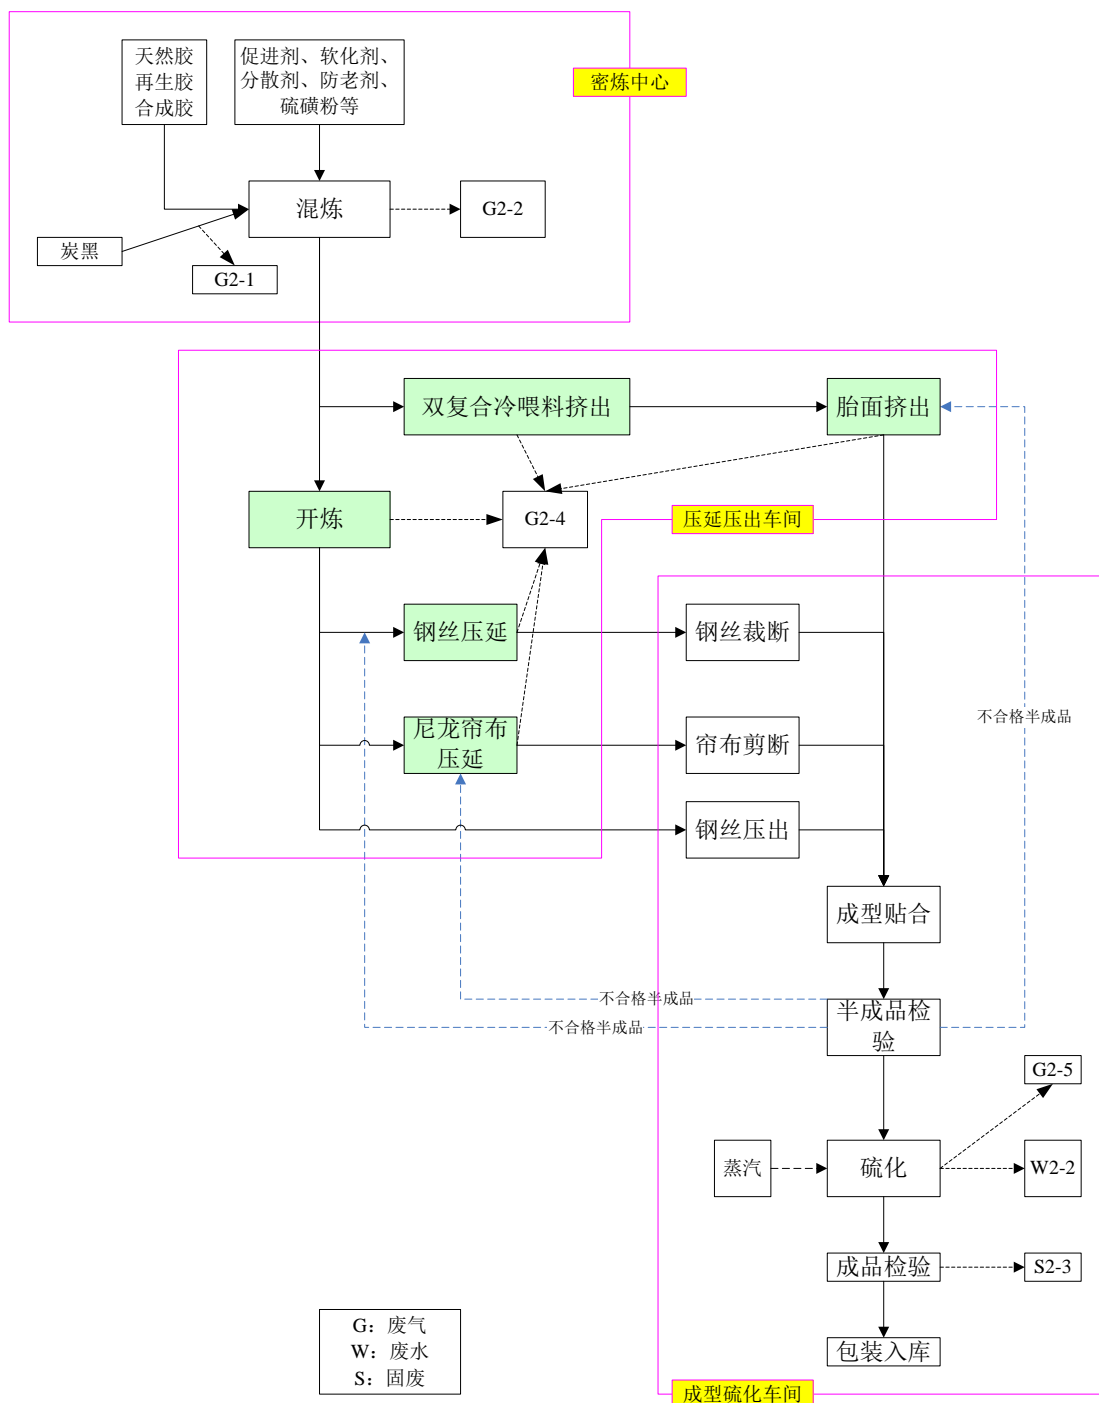 天然胶
再生胶
合成胶
促进剂、软化剂、
分散剂、防老剂、
硫磺粉等
密炼中心
混炼
G2-2
炭黑
G2-1
双复合冷喂料挤出
胎面挤出
开炼
G2-4
压延压出车间
钢丝压延
钢丝裁断
不合格半成品
尼龙帘布
压延
帘布剪断
钢丝压出
成型贴合
不合格半成品
半成品检
验
不合格半成品
G2-5
蒸汽
硫化
W2-2
成品检验
S2-3
G：废气
W：废水
S：固废
包装入库
成型硫化车间